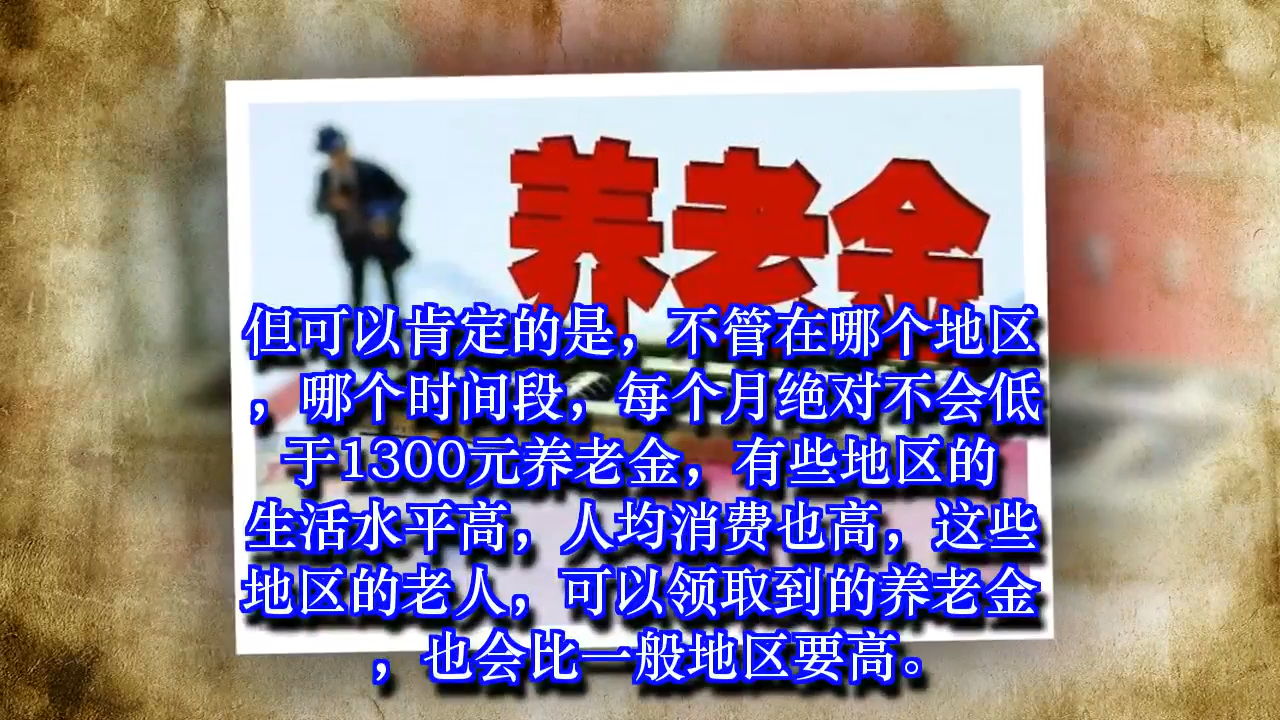 养老金
但可以肯定的是，不管在哪个地区
，哪个时间段，每个月绝对不会低
于1300元养老金，有些地区的
生活水平高，人均消费也高，这些
地区的老人，可以领取到的养老金
，也会比一般地区要高。